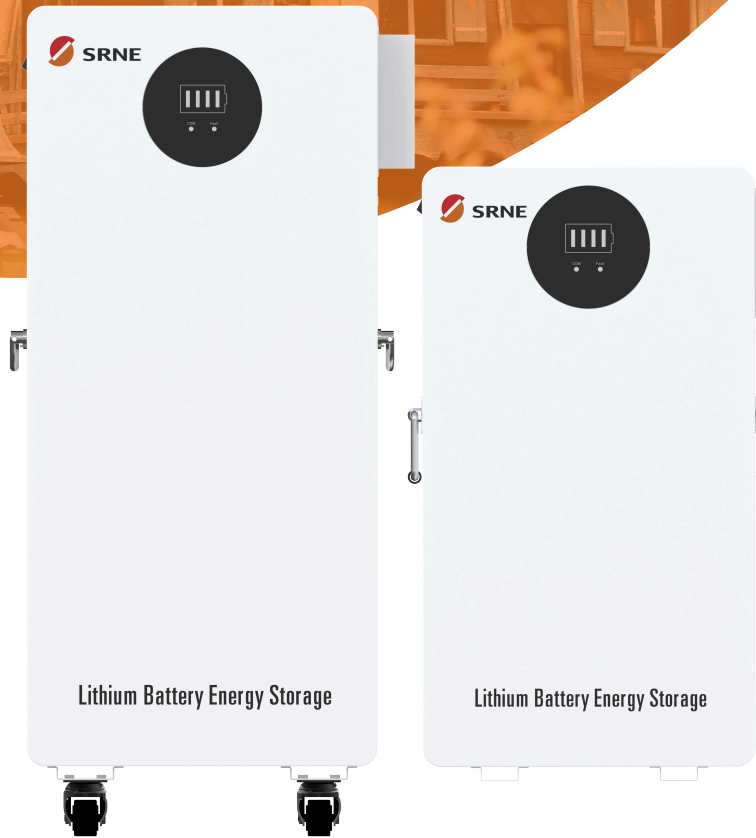 SRNE
COM Fault
Lithium Battery Energy Storage
SRNE
COM Fault
Lithium Battery Energy Storage